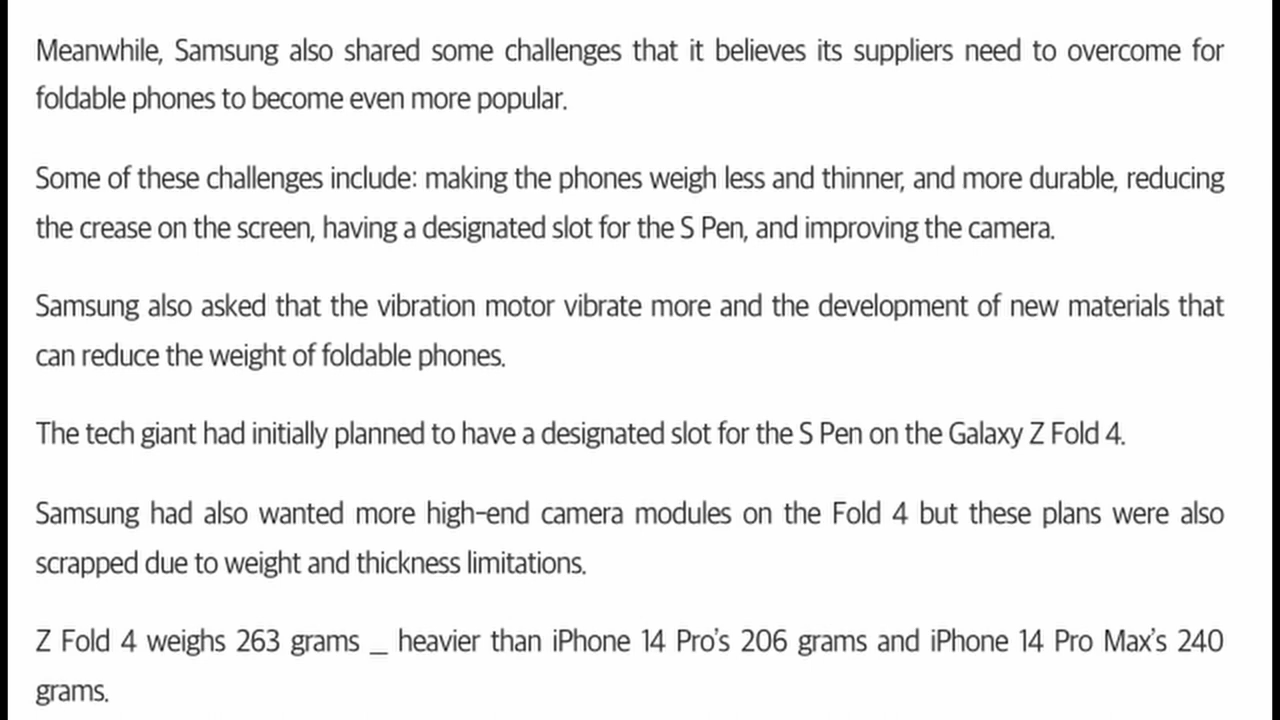 Meanwhile, Samsung also shared some challenges that it believes its suppliers need to overcome for
foldable phones to become even more popular.
Some of these challenges include: making the phones weigh less and thinner, and more durable, reducing
the crease on the screen, having a designated slot for the S Pen, and improving the camera.
Samsung also asked that the vibration motor vibrate more and the development of new materials that
can reduce the weight of foldable phones.
The tech giant had initially planned to have a designated slot for the S Pen on the Galaxy Z Fold 4.
Samsung had also wanted more high-end camera modules on the Fold 4 but these plans were also
scrapped due to weight and thickness limitations.
Z Fold 4 weighs 263 grams _ heavier than iPhone 14 Pro’s 206 grams and iPhone 14 Pro Max’s 240
grams.